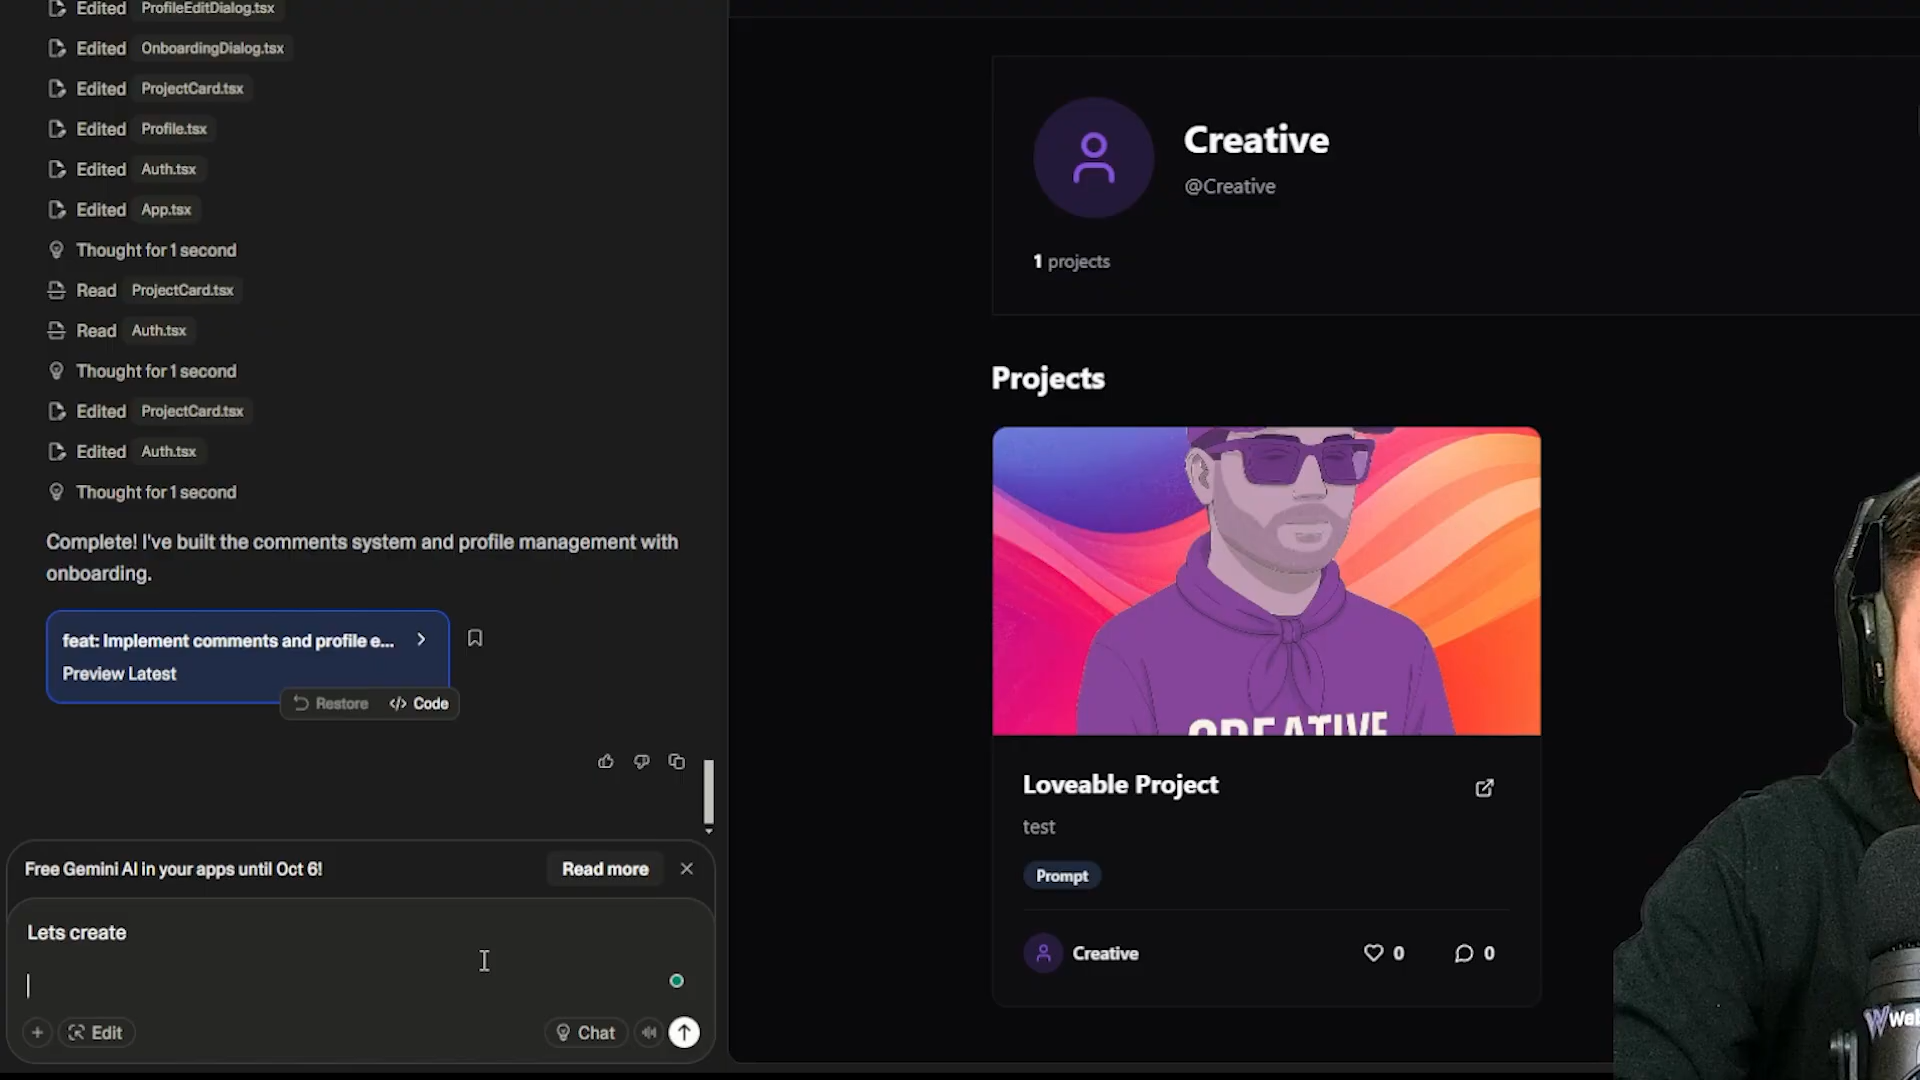 Edited ProfileEditDialog.tsx
Edited OnboardingDialog.tsx
Edited ProjectCard.tsx
Edited Profile.tsx
Edited Auth.tsx
Edited App.tsx
Thought for 1 second
Read ProjectCard.tsx
Read Auth.tsx
Thought for 1 second
Edited ProjectCard.tsx
Edited Auth.tsx
Thought for 1 second
Complete! I've built the comments system and profile management with
onboarding.
feat: Implement comments and profile e...
Preview Latest
Restore
Code
Free Gemini AI in your apps until Oct 6!
Read more
Lets create
Edit
Chat
Creative
@Creative
1 projects
Projects
CREATIVE
Loveable Project
test
Prompt
Creative
0
0